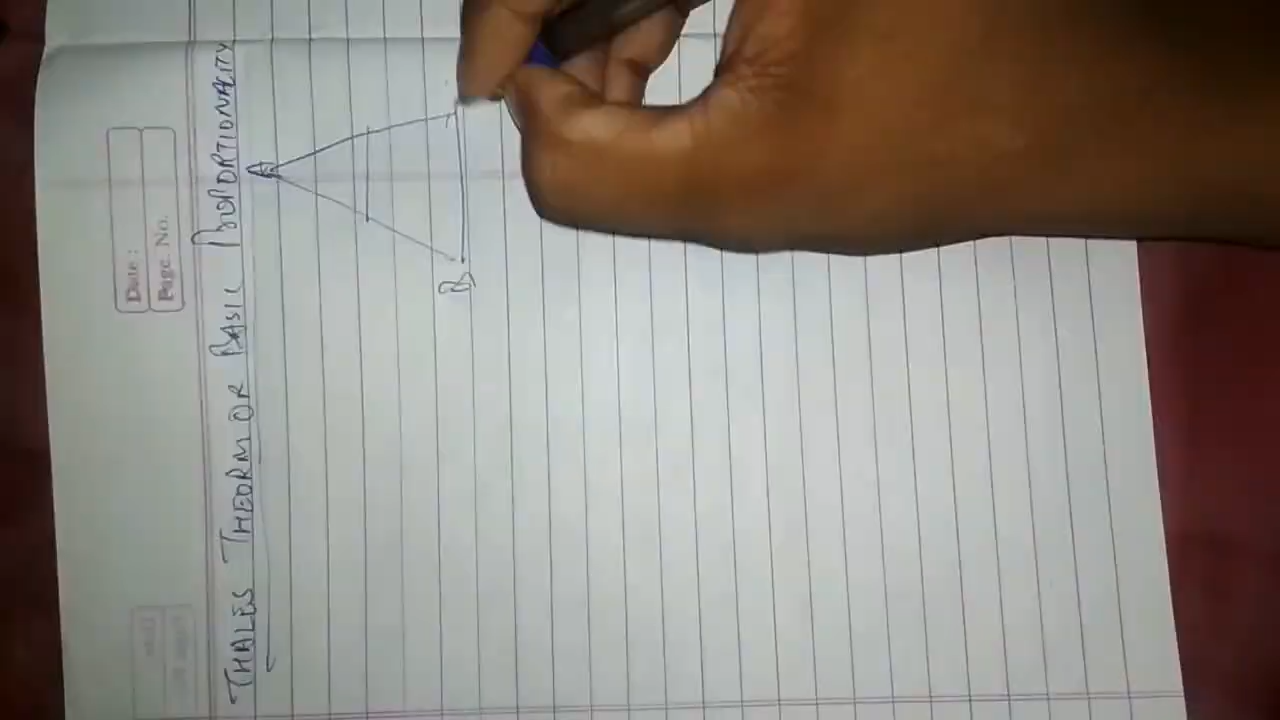 Date :
Page. No.
THALES THEORM OR BASIC PROPORTIONALITY
A
B